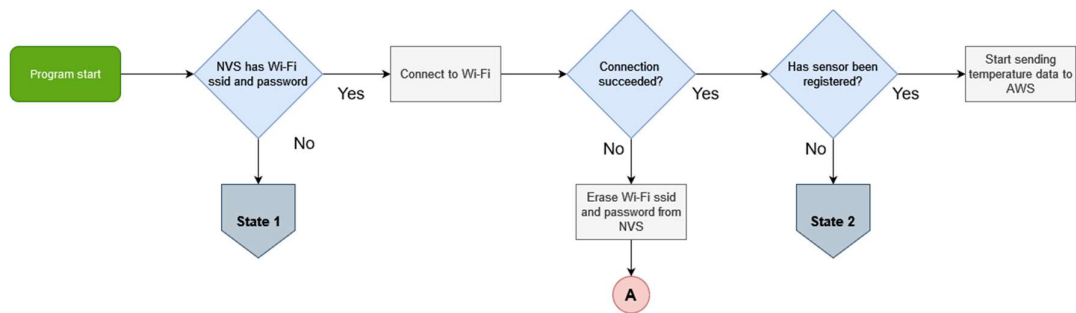 Program start
NVS has Wi-Fi
ssid and password
Yes
No
State 1
Connect to Wi-Fi
Connection
succeeded?
Yes
No
Erase Wi-Fi ssid
and password from
NVS
A
Has sensor been
registered?
Yes
No
State 2
Start sending
temperature data to
AWS